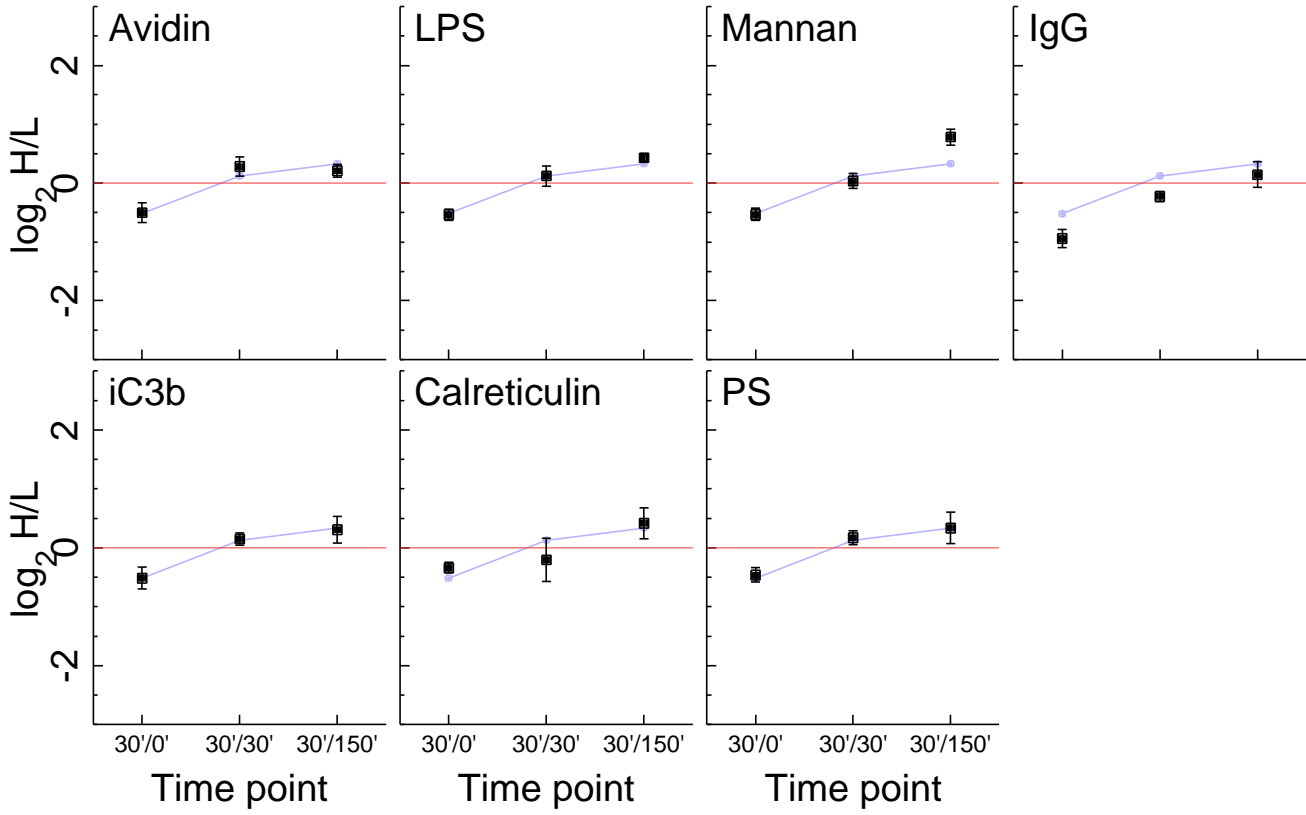 Avidin
LPS
Mannan
IgG
log2 H/L
2
0
-2
iC3b
Calreticulin
PS
log2 H/L
2
0
-2
30'/0' 30'/30' 30'/150'
30'/0' 30'/30' 30'/150'
30'/0' 30'/30' 30'/150'
Time point
Time point
Time point